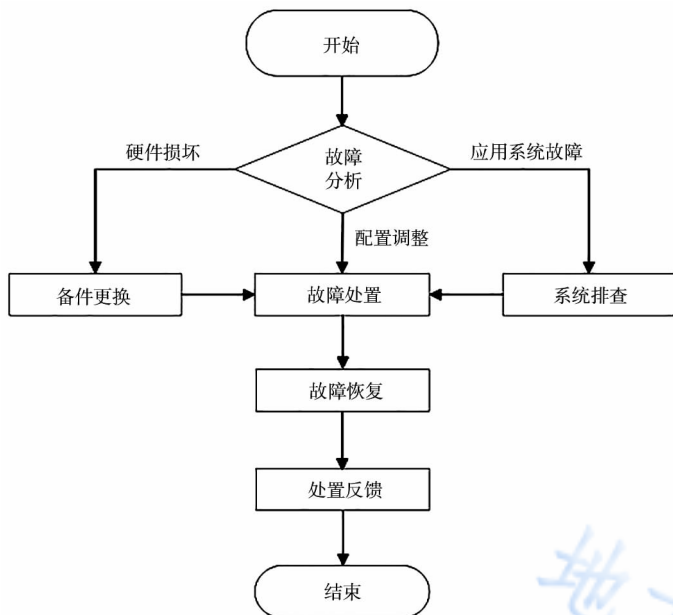 开始
硬件损坏
故障
分析
应用系统故障
配置调整
备件更换
故障处置
系统排查
故障恢复
处置反馈
结束